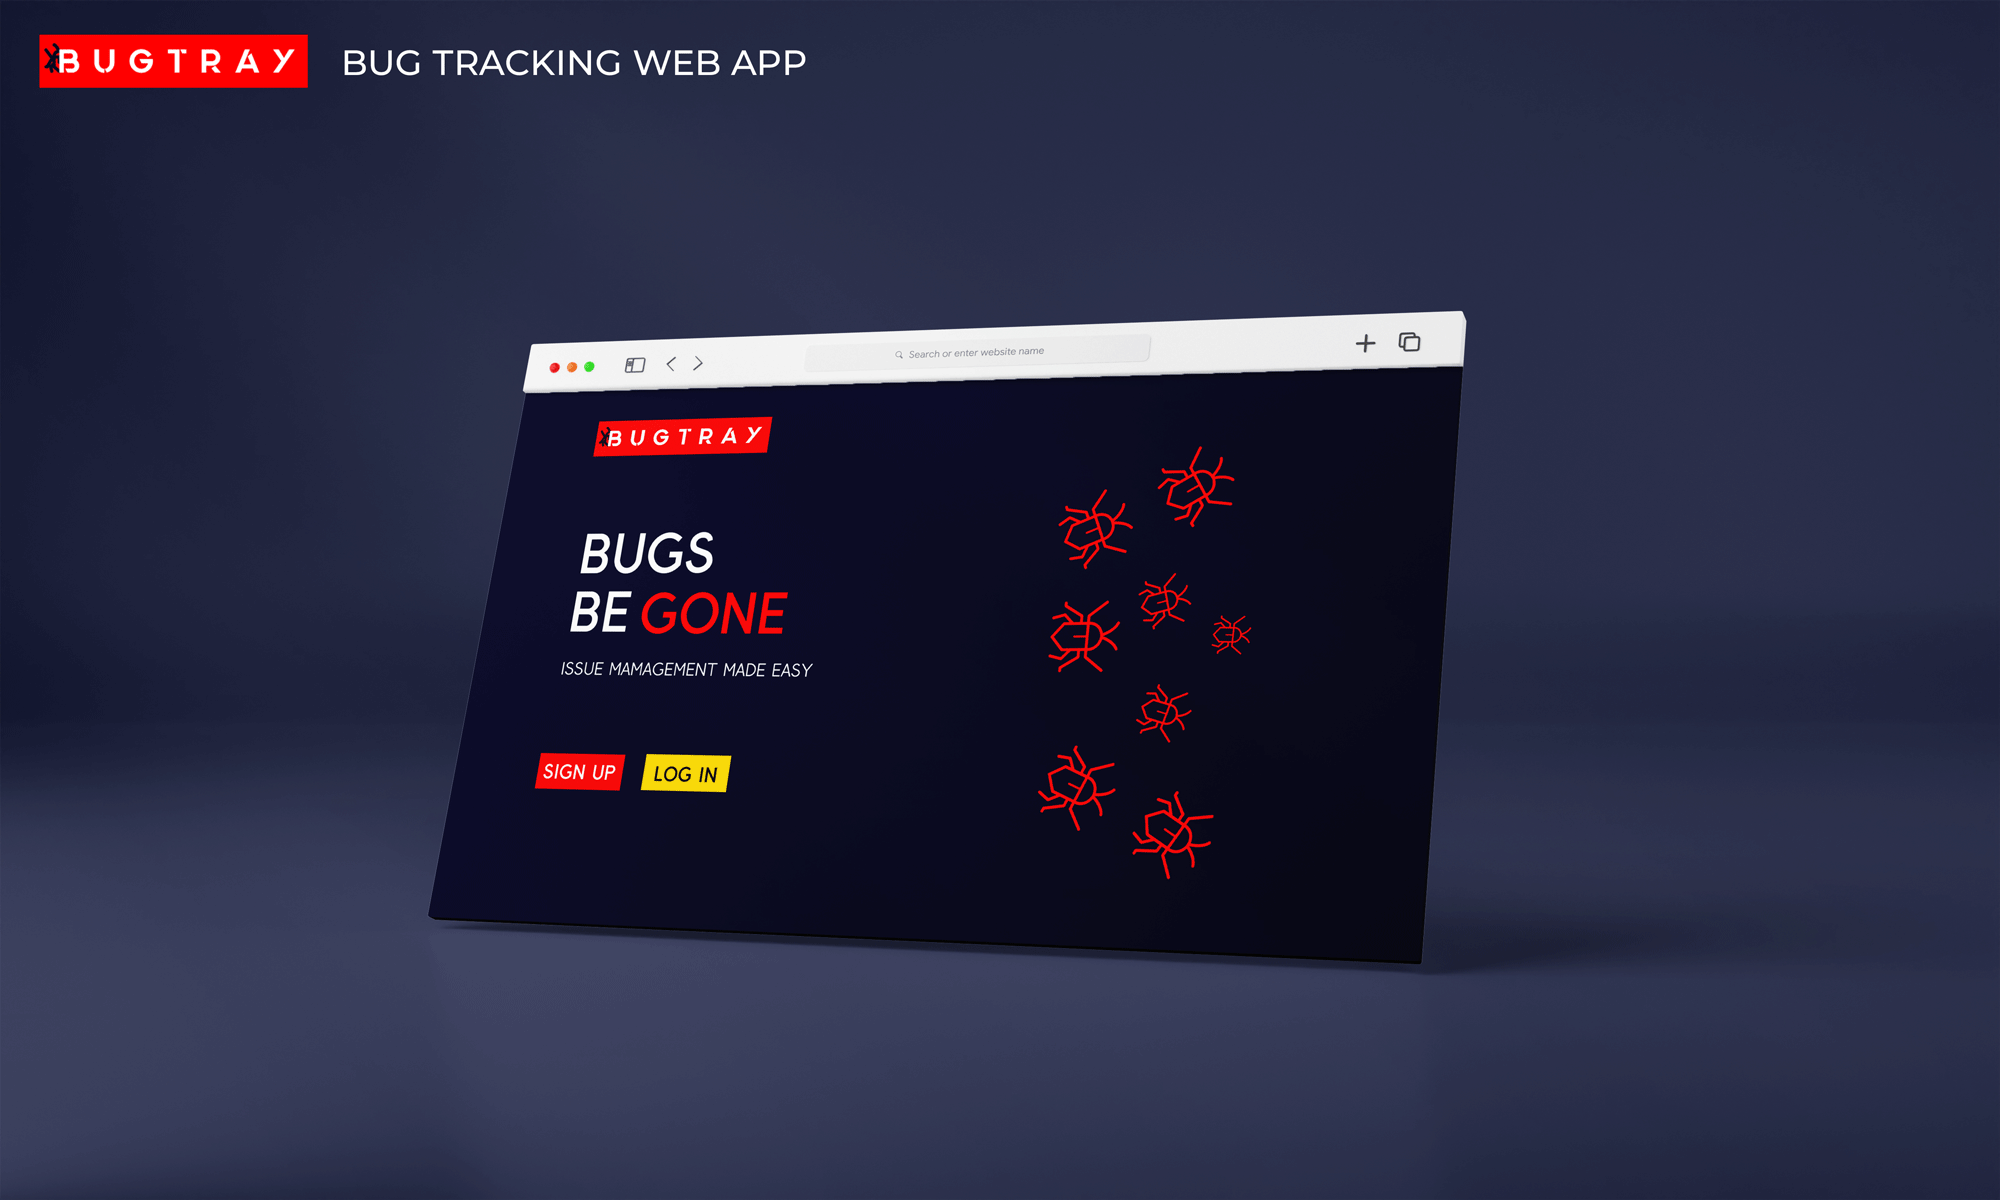 BUGTRAY
BUG TRACKING WEB APP
Search or enter website name
BUGTRAY
BUGS
BE GONE
ISSUE MAMAGEMENT MADE EASY
SIGN UP
LOG IN